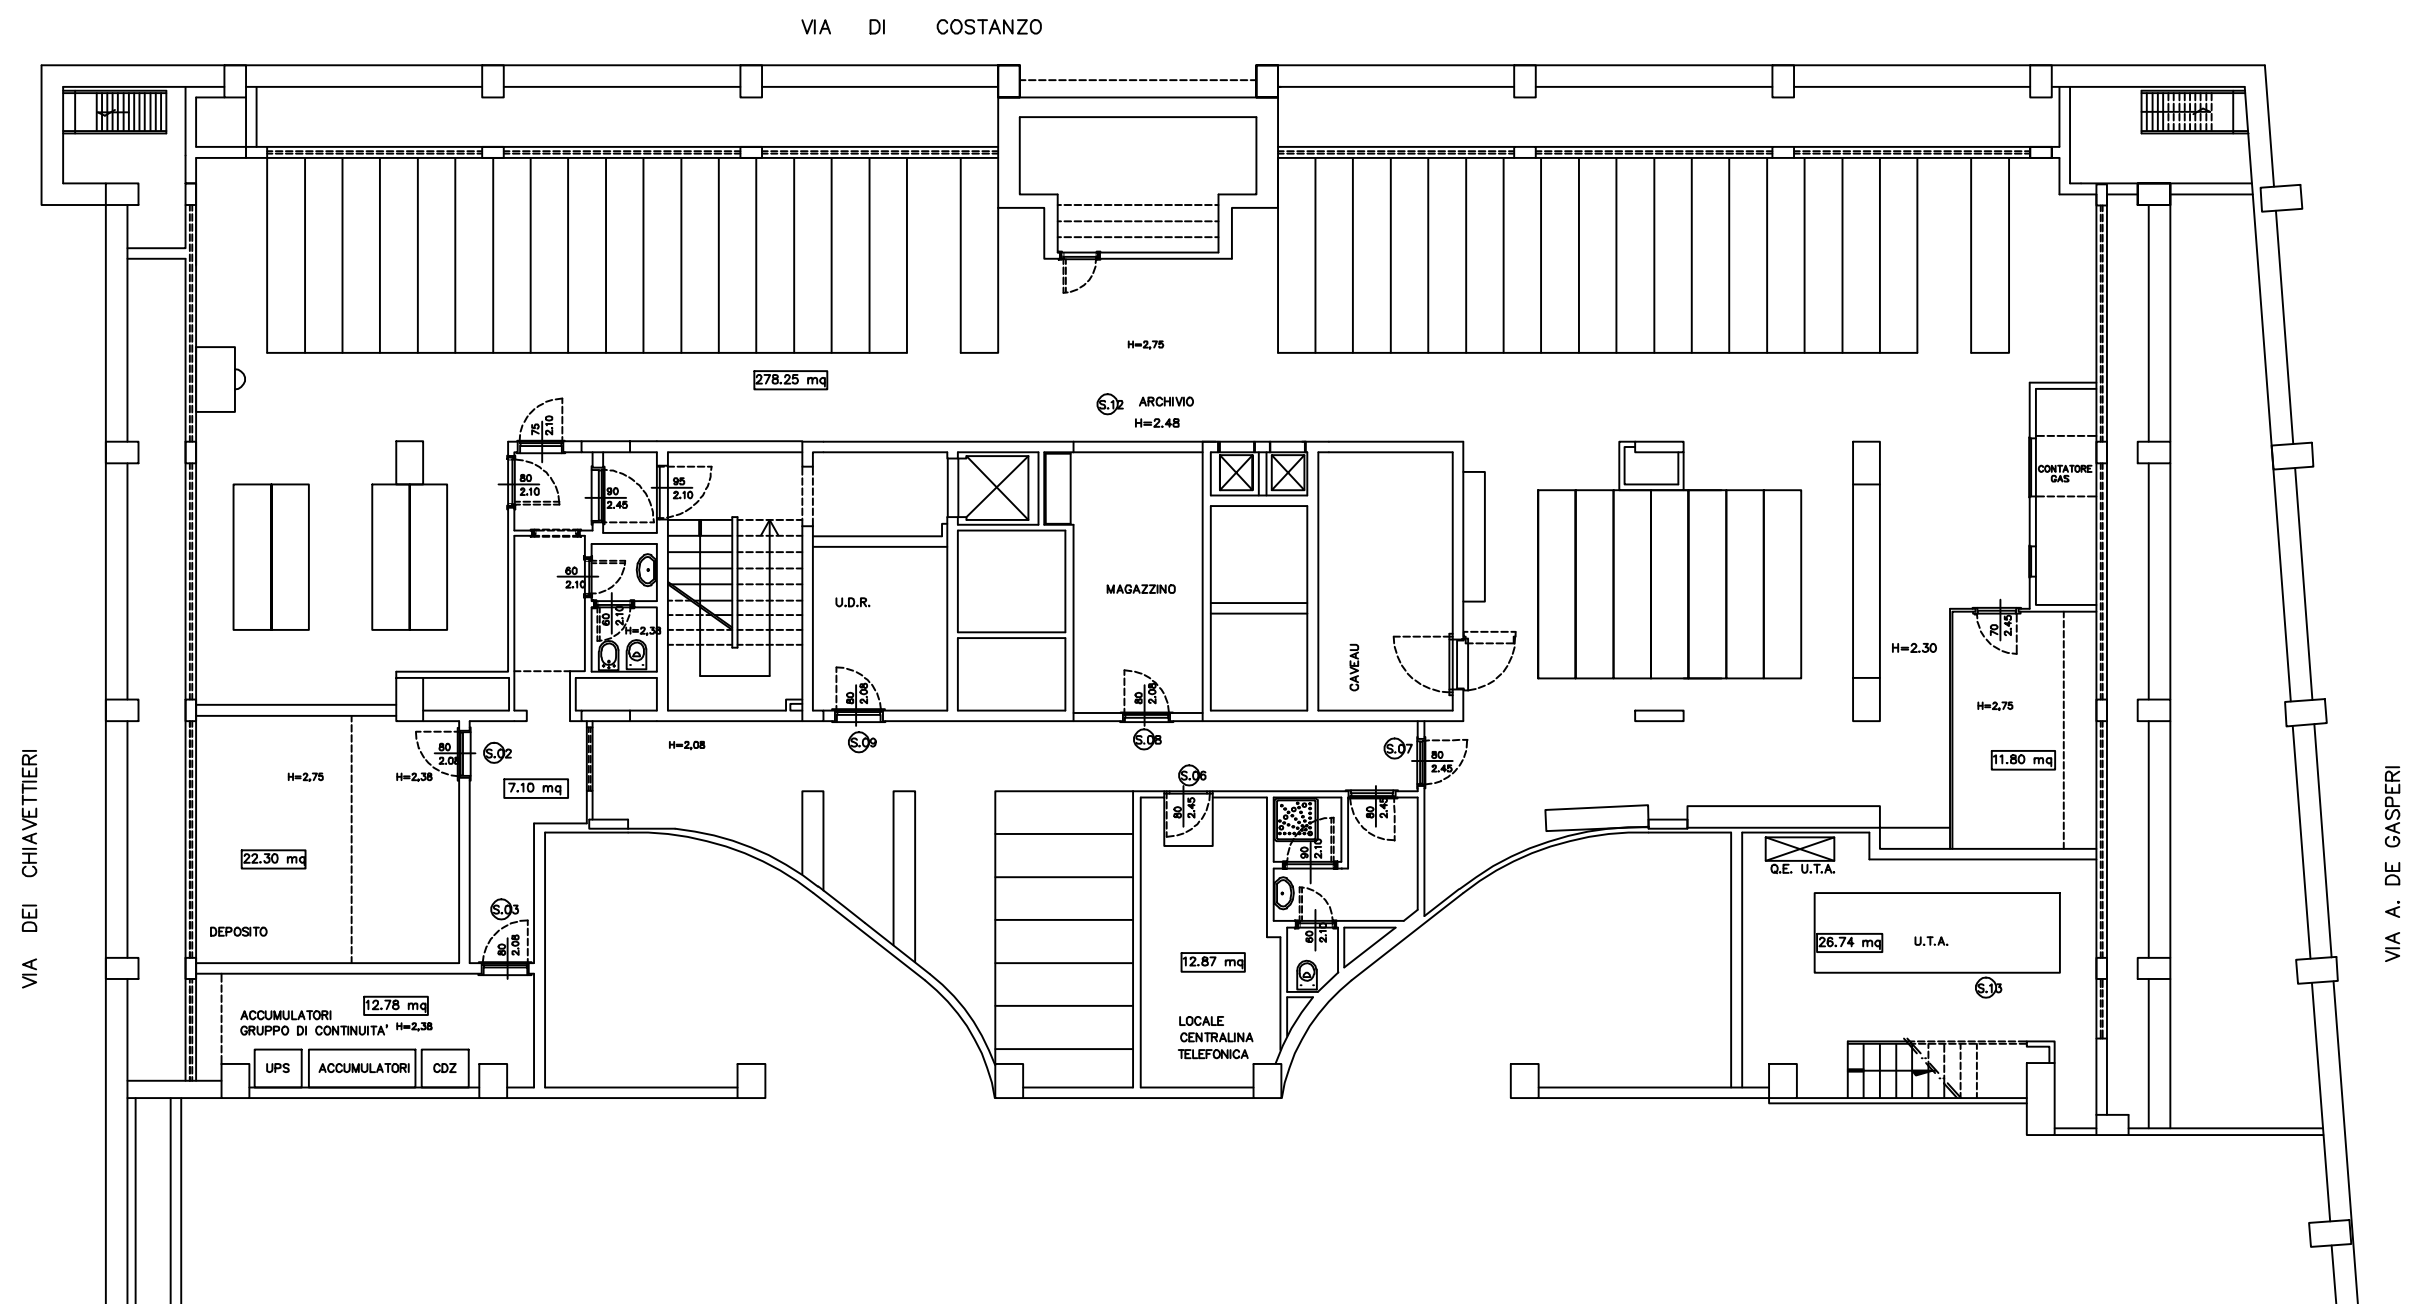 VIA DI COSTANZO
H=2,75
278.25 mq
S.12 ARCHIVIO
H=2.48
75
2.10
80
2.10
90
2.45
95
2.10
CONTATORE
GAS
60
2.10
60
2.10
H=2,38
U.D.R.
MAGAZZINO
CAVEAU
70
2.45
H=2.30
80
2.08
80
2.08
H=2,75
S.02
80
2.08
H=2,08
S.09
S.08
S.07
80
2.45
11.80 mq
H=2,75
H=2,38
7.10 mq
S.06
80
2.45
80
2.45
VIA DEI CHIAVETTIERI
VIA A. DE GASPERI
22.30 mq
90
2.10
Q.E. U.T.A.
S.03
DEPOSITO
80
2.08
60
2.10
26.74 mq
U.T.A.
12.87 mq
S.13
12.78 mq
ACCUMULATORI
GRUPPO DI CONTINUITA' H=2,38
LOCALE
CENTRALINA
TELEFONICA
UPS
ACCUMULATORI
CDZ